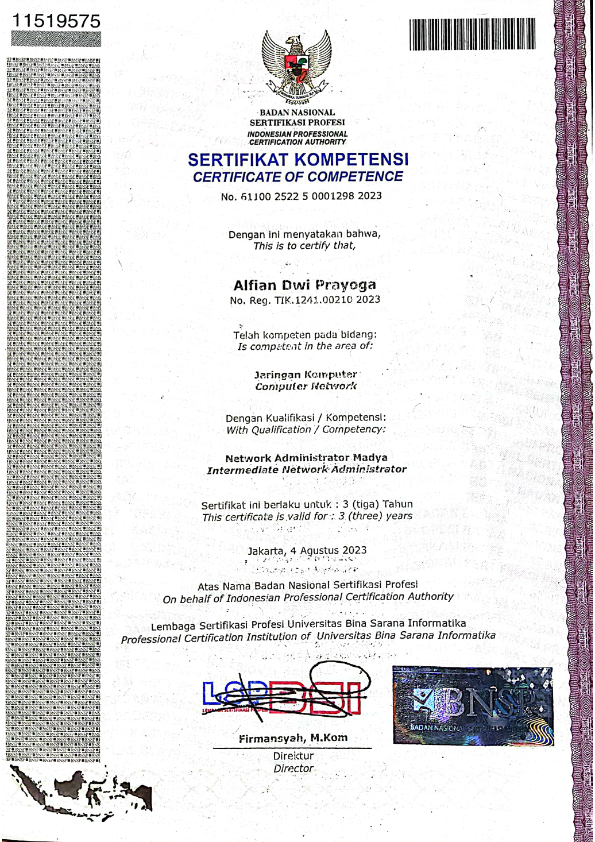 11519575
BADAN NASIONAL
SERTIFIKASI PROFESI
INDONESIAN PROFESSIONAL
CERTIFICATION AUTHORITY
SERTIFIKAT KOMPETENSI
CERTIFICATE OF COMPETENCE
No. 61100 2522 5 0001298 2023
Dengan ini menyatakan bahwa,
This is to certify that,
Alfian Dwi Prayoga
No. Reg. TIK.1241.00210 2023
Telah kompeten pada bidang:
Is competent in the area of:
Jaringan Komputer
Computer Network
Dengan Kualifikasi / Kompetensi:
With Qualification / Competency:
Network Administrator Madya
Intermediate Network Administrator
Sertifikat ini berlaku untuk : 3 (tiga) Tahun
This certificate is valid for : 3 (three) years
Jakarta, 4 Agustus 2023
Atas Nama Badan Nasional Sertifikasi Profesi
On behalf of Indonesian Professional Certification Authority
Lembaga Sertifikasi Profesi Universitas Bina Sarana Informatika
Professional Certification Institution of Universitas Bina Sarana Informatika
LSP BSI
BNSP
BADAN NASIONAL
Firmansyah, M.Kom
Direktur
Director